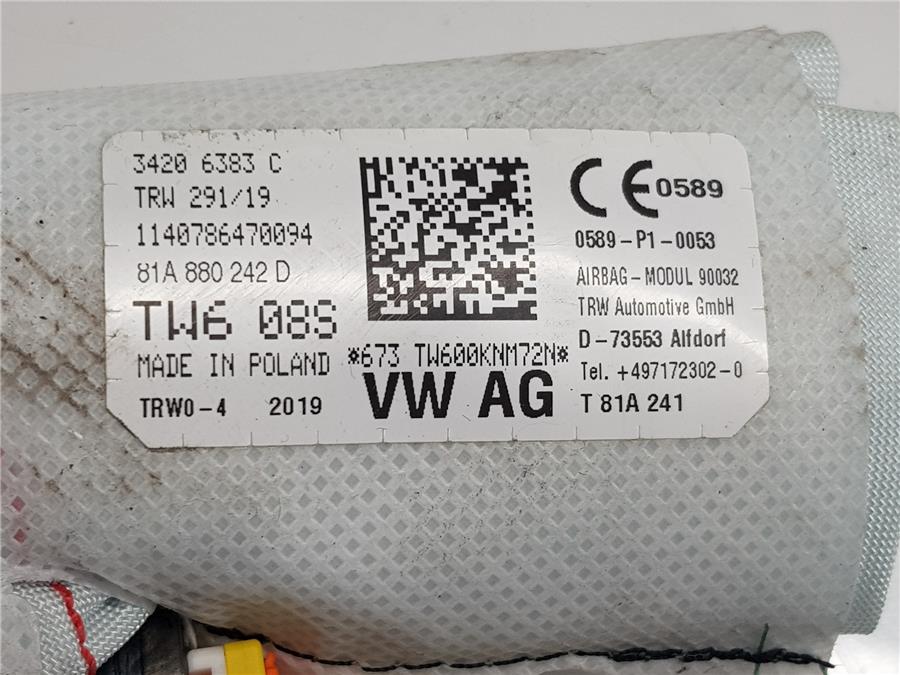 3420 6383 C
TRW 291/19
1140786470094
81A 880 242 D
TW6 08S
MADE IN POLAND
TRW0-4 2019
*673 TW600KNM72N*
VW AG
CE 0589
0589-P1-0053
AIRBAG-MODUL 90032
TRW Automotive GmbH
D-73553 Alfdorf
Tel. +497172302-0
T 81A 241